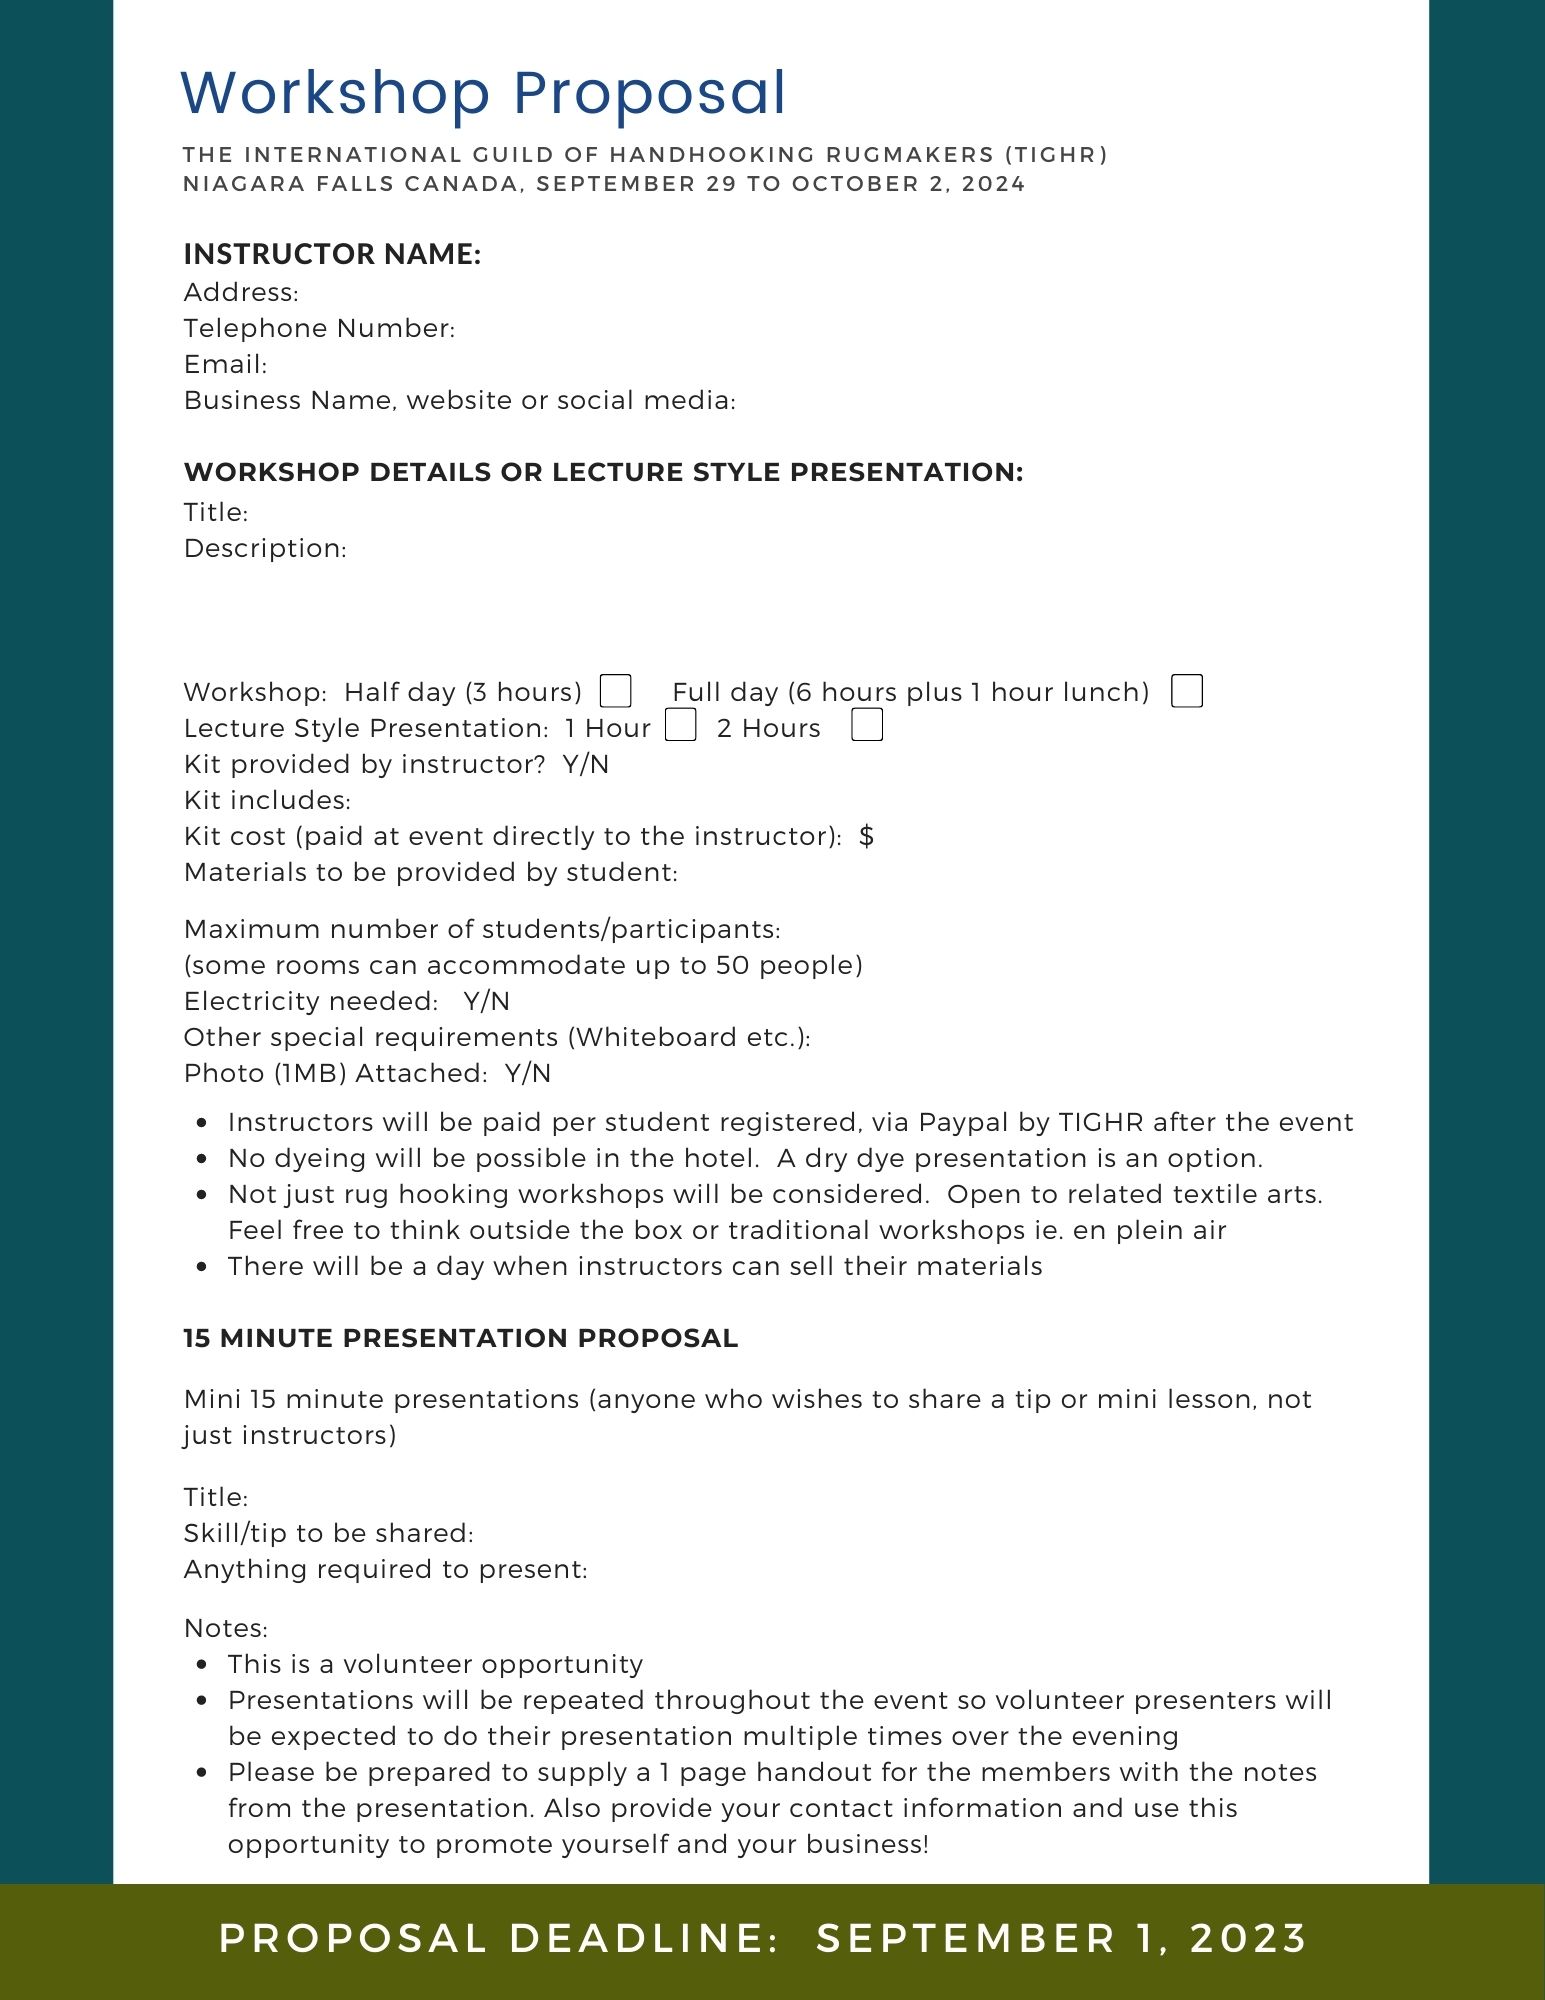 Workshop Proposal
THE INTERNATIONAL GUILD OF HANDHOOKING RUGMAKERS (TIGHR)
NIAGARA FALLS CANADA, SEPTEMBER 29 TO OCTOBER 2, 2024
INSTRUCTOR NAME:
Address:
Telephone Number:
Email:
Business Name, website or social media:
WORKSHOP DETAILS OR LECTURE STYLE PRESENTATION:
Title:
Description:
Workshop: Half day (3 hours) Full day (6 hours plus 1 hour lunch)
Lecture Style Presentation: 1 Hour 2 Hours
Kit provided by instructor? Y/N
Kit includes:
Kit cost (paid at event directly to the instructor): $
Materials to be provided by student:
Maximum number of students/participants:
(some rooms can accommodate up to 50 people)
Electricity needed: Y/N
Other special requirements (Whiteboard etc.):
Photo (1MB) Attached: Y/N
• Instructors will be paid per student registered, via Paypal by TIGHR after the event
• No dyeing will be possible in the hotel. A dry dye presentation is an option.
• Not just rug hooking workshops will be considered. Open to related textile arts.
Feel free to think outside the box or traditional workshops ie. en plein air
• There will be a day when instructors can sell their materials
15 MINUTE PRESENTATION PROPOSAL
Mini 15 minute presentations (anyone who wishes to share a tip or mini lesson, not
just instructors)
Title:
Skill/tip to be shared:
Anything required to present:
Notes:
• This is a volunteer opportunity
• Presentations will be repeated throughout the event so volunteer presenters will
be expected to do their presentation multiple times over the evening
• Please be prepared to supply a 1 page handout for the members with the notes
from the presentation. Also provide your contact information and use this
opportunity to promote yourself and your business!
PROPOSAL DEADLINE: SEPTEMBER 1, 2023